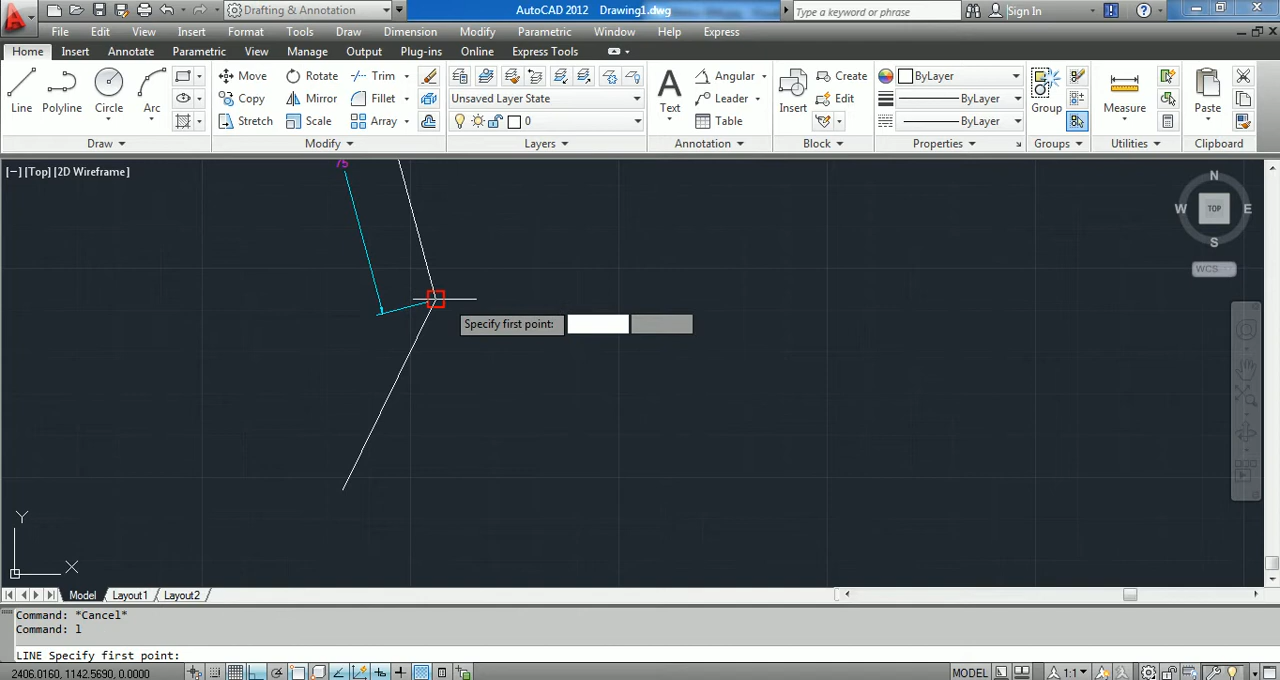 Drafting & Annotation
AutoCAD 2012 Drawing1.dwg
Type a keyword or phrase
Sign In
File Edit View Insert Format Tools Draw Dimension Modify Parametric Window Help Express
Home Insert Annotate Parametric View Manage Output Plug-ins Online Express Tools
Line Polyline Circle Arc
Move Rotate Trim
Copy Mirror Fillet
Stretch Scale Array
Unsaved Layer State
0
Text
Angular
Leader
Table
Insert
Create
Edit
ByLayer
ByLayer
ByLayer
Group
Measure
Paste
Draw Modify Layers Annotation Block Properties Groups Utilities Clipboard
[−] [Top] [2D Wireframe]
75
N
W TOP E
S
WCS
Specify first point:
Y
X
Model Layout1 Layout2
Command: *Cancel*
Command: l
LINE Specify first point:
2406.0160, 1142.5690, 0.0000
MODEL
1:1